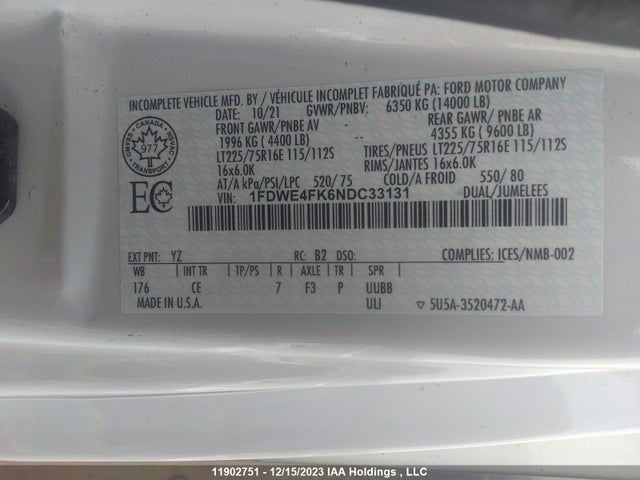 INCOMPLETE VEHICLE MFD. BY / VÉHICULE INCOMPLET FABRIQUÉ PA: FORD MOTOR COMPANY
DATE: 10/21 GVWR/PNBV: 6350 KG (14000 LB)
FRONT GAWR/PNBE AV -- REAR GAWR/ PNBE AR
1996 KG ( 4400 LB) -- 4355 KG ( 9600 LB)
LT225/75R16E 115/112S TIRES/PNEUS LT225/75R16E 115/112S
16x6.0K RIMS/JANTES 16x6.0K
AT/A kPa/PSI/LPC 520/ 75 COLD/A FROID 550/ 80
VIN: 1FDWE4FK6NDC33131 DUAL/JUMELEES
CANADA
977
EC
EXT PNT: YZ RC: B2 DSO: COMPLIES: ICES/NMB-002
WB INT TR TP/PS R AXLE TR SPR
176 CE 7 F3 P UUBB
MADE IN U.S.A. ULI ▽ 5U5A-3520472-AA
11902751 - 12/15/2023 IAA Holdings , LLC